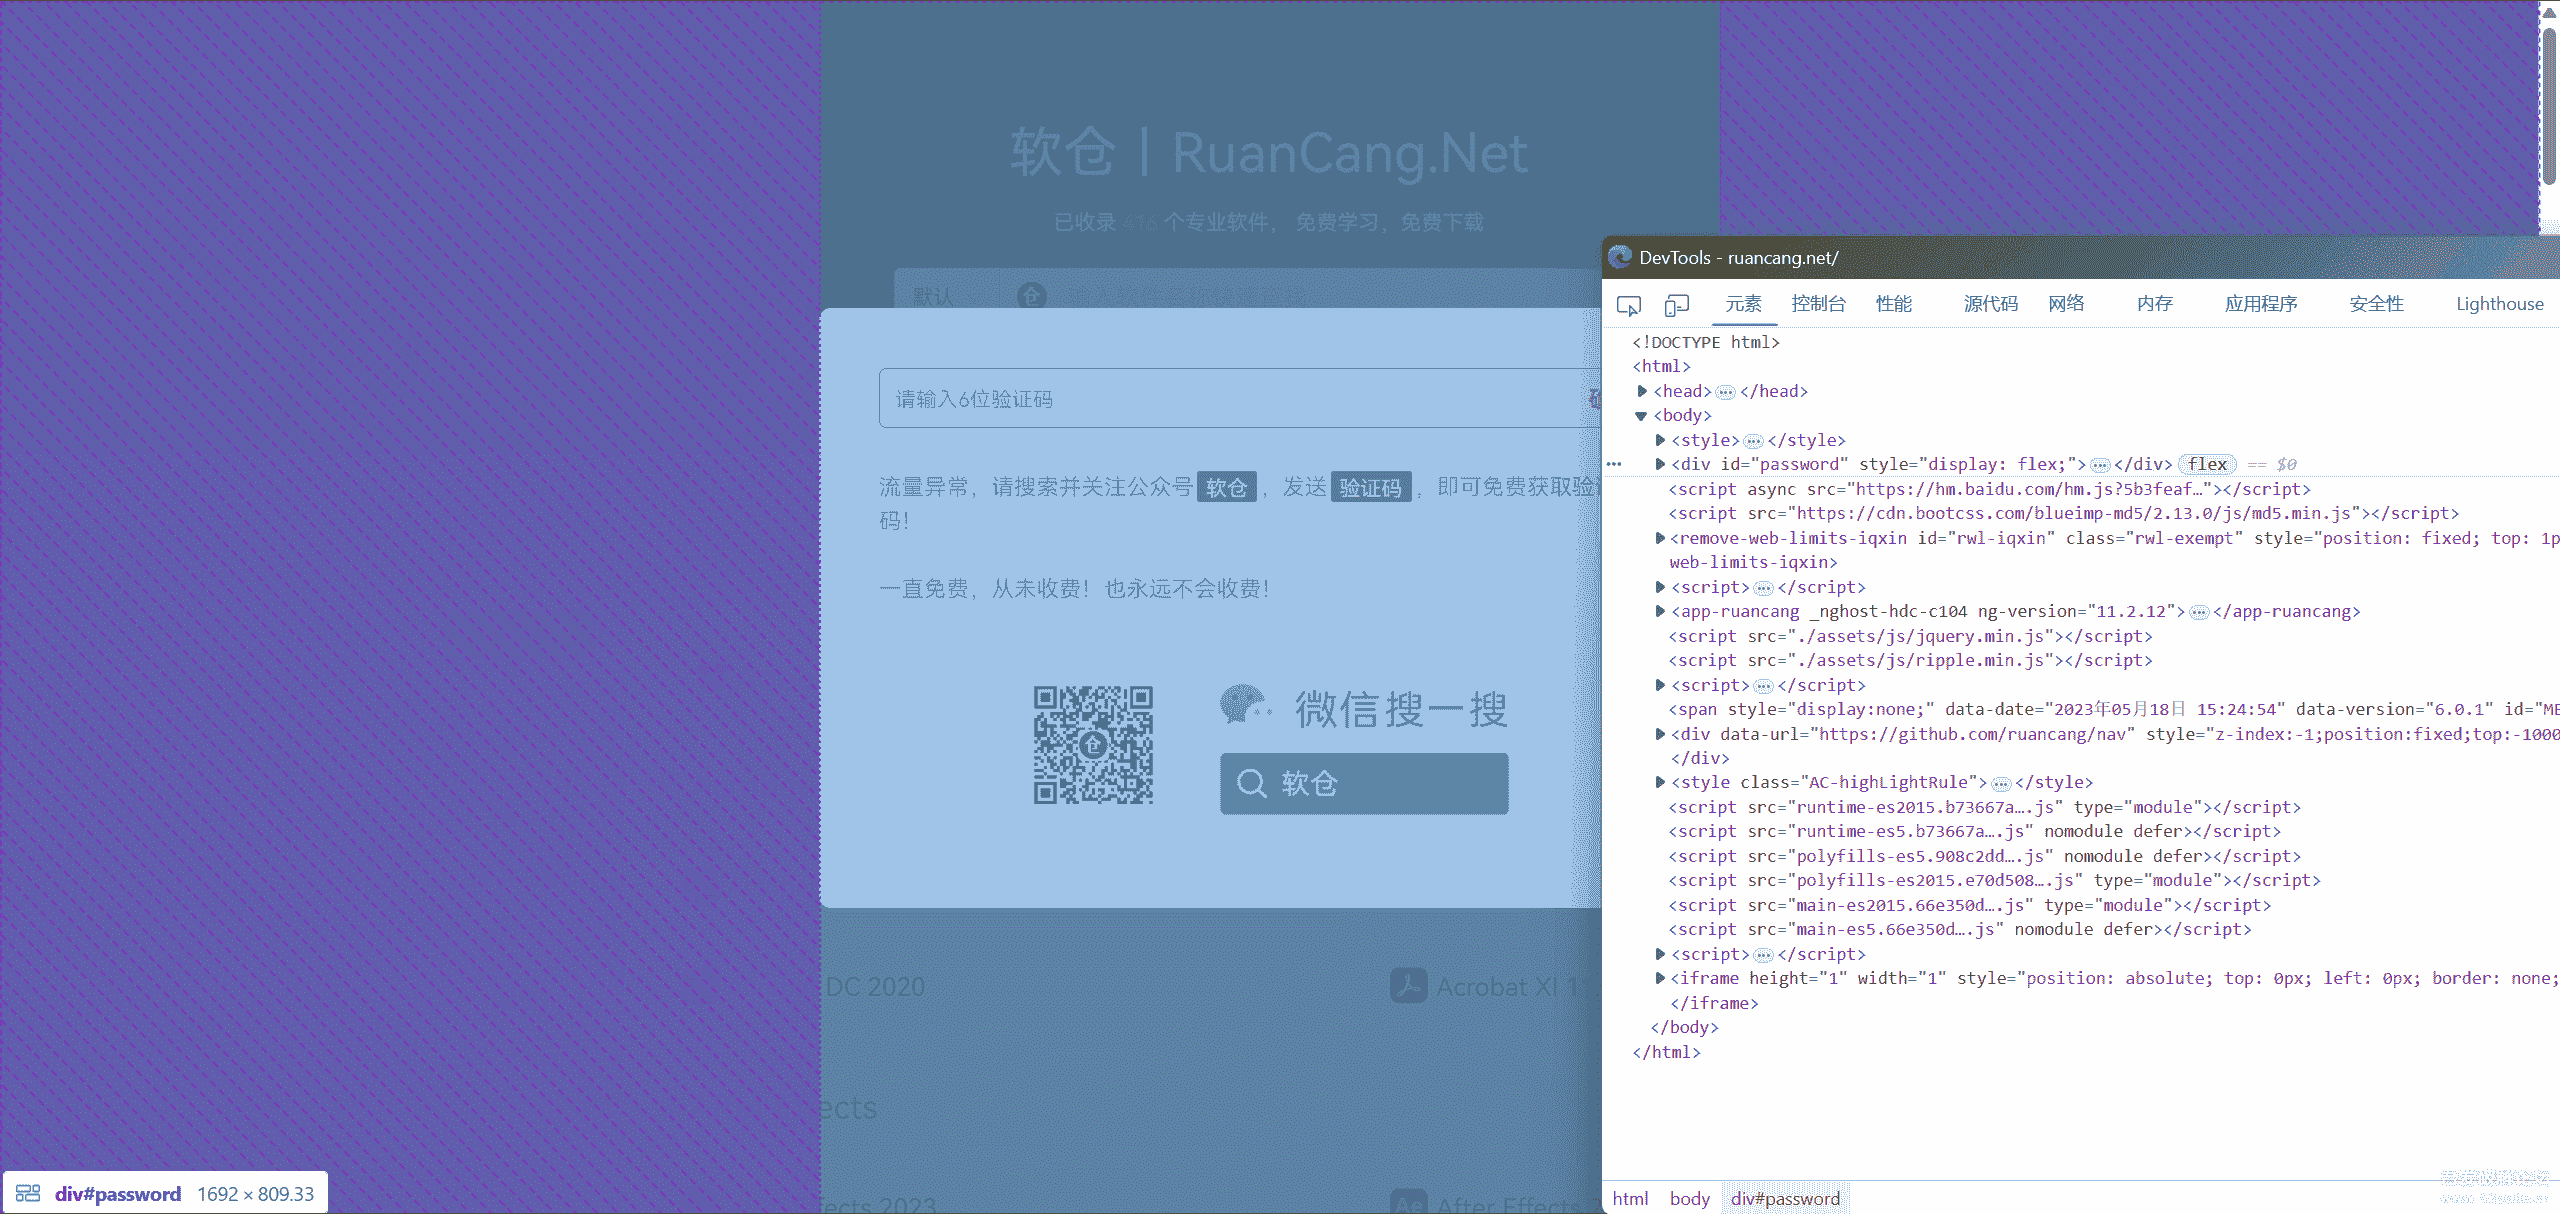 软仓丨RuanCang.Net
已收录 416 个专业软件， 免费学习，免费下载
默认
请输入6位验证码
流量异常，请搜索并关注公众号 软仓 ，发送 验证码 ，即可免费获取验
码！
一直免费，从未收费！也永远不会收费！
仓
微信搜一搜
软仓
DC 2020
Acrobat XI 1
ects
fects 2023
After Effects
div#password 1692 × 809.33
DevTools - ruancang.net/
元素 控制台 性能 源代码 网络 内存 应用程序 安全性 Lighthouse
<!DOCTYPE html>
<html>
<head>…</head>
<body>
<style>…</style>
<div id="password" style="display: flex;">…</div> flex == $0
<script async src="https://hm.baidu.com/hm.js?5b3feaf…"></script>
<script src="https://cdn.bootcss.com/blueimp-md5/2.13.0/js/md5.min.js"></script>
<remove-web-limits-iqxin id="rwl-iqxin" class="rwl-exempt" style="position: fixed; top: 1p
web-limits-iqxin>
<script>…</script>
<app-ruancang _nghost-hdc-c104 ng-version="11.2.12">…</app-ruancang>
<script src="./assets/js/jquery.min.js"></script>
<script src="./assets/js/ripple.min.js"></script>
<script>…</script>
<span style="display:none;" data-date="2023年05月18日 15:24:54" data-version="6.0.1" id="ME
<div data-url="https://github.com/ruancang/nav" style="z-index:-1;position:fixed;top:-1000
</div>
<style class="AC-highLightRule">…</style>
<script src="runtime-es2015.b73667a….js" type="module"></script>
<script src="runtime-es5.b73667a….js" nomodule defer></script>
<script src="polyfills-es5.908c2dd….js" nomodule defer></script>
<script src="polyfills-es2015.e70d508….js" type="module"></script>
<script src="main-es2015.66e350d….js" type="module"></script>
<script src="main-es5.66e350d….js" nomodule defer></script>
<script>…</script>
<iframe height="1" width="1" style="position: absolute; top: 0px; left: 0px; border: none;
</iframe>
</body>
</html>
html body div#password